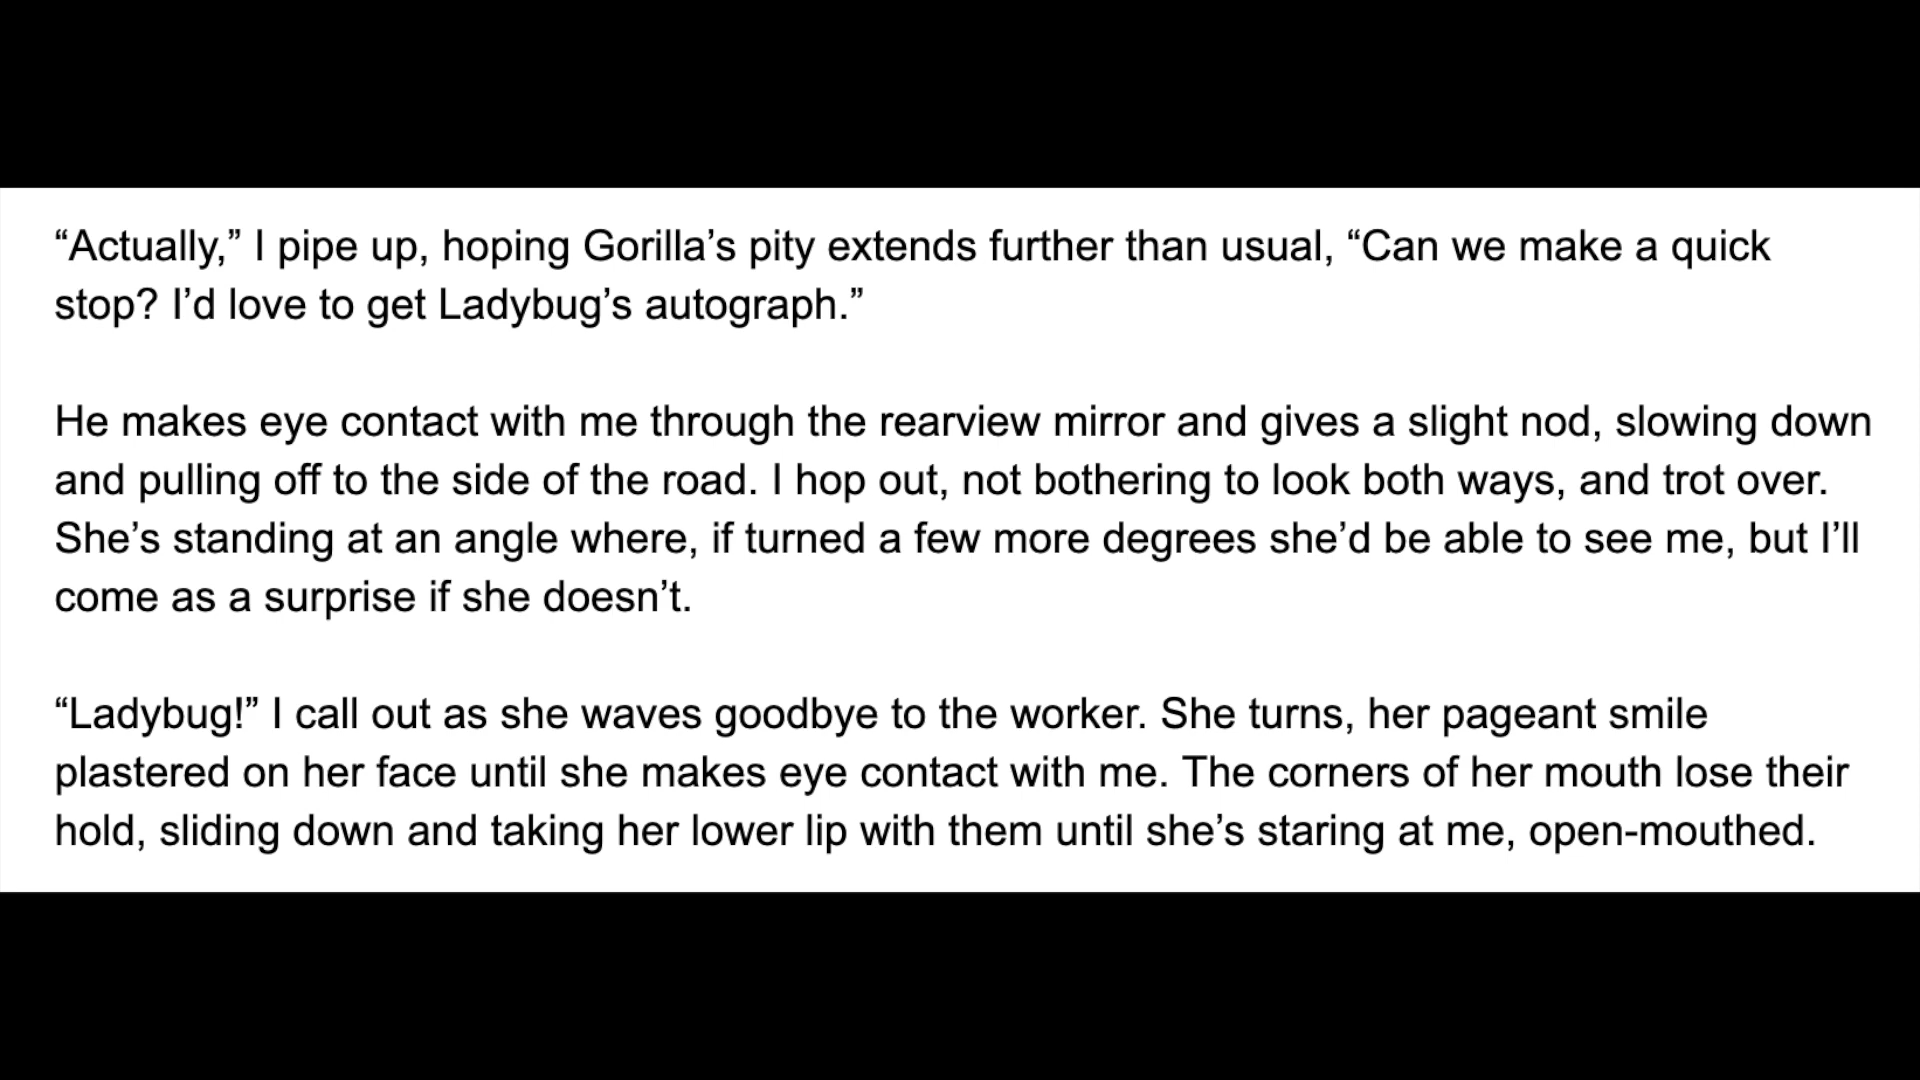 “Actually,” I pipe up, hoping Gorilla’s pity extends further than usual, “Can we make a quick
stop? I’d love to get Ladybug’s autograph.”
He makes eye contact with me through the rearview mirror and gives a slight nod, slowing down
and pulling off to the side of the road. I hop out, not bothering to look both ways, and trot over.
She’s standing at an angle where, if turned a few more degrees she’d be able to see me, but I’ll
come as a surprise if she doesn’t.
“Ladybug!” I call out as she waves goodbye to the worker. She turns, her pageant smile
plastered on her face until she makes eye contact with me. The corners of her mouth lose their
hold, sliding down and taking her lower lip with them until she’s staring at me, open-mouthed.